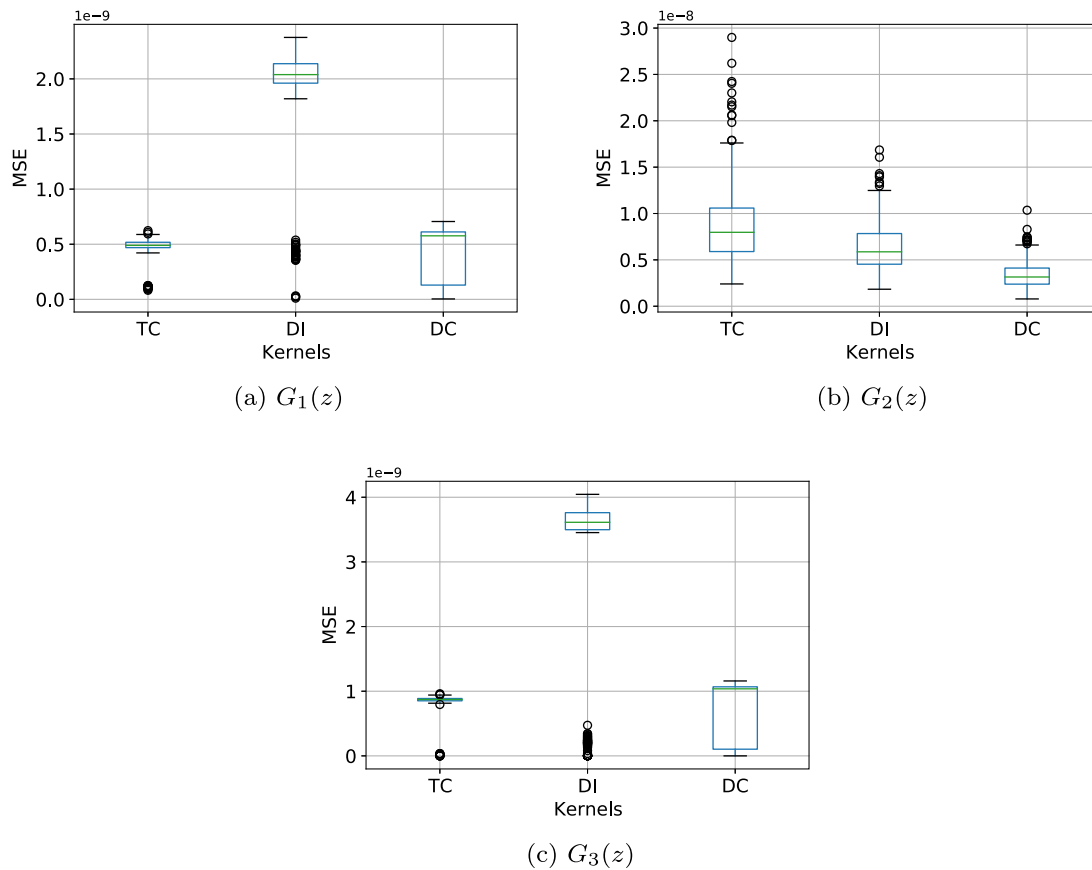 1e−9
2.0
1.5
1.0
0.5
0.0
MSE
TC DI DC
Kernels
(a) G₁(z)
1e−8
3.0
2.5
2.0
1.5
1.0
0.5
0.0
MSE
TC DI DC
Kernels
(b) G₂(z)
1e−9
4
3
2
1
0
MSE
TC DI DC
Kernels
(c) G₃(z)